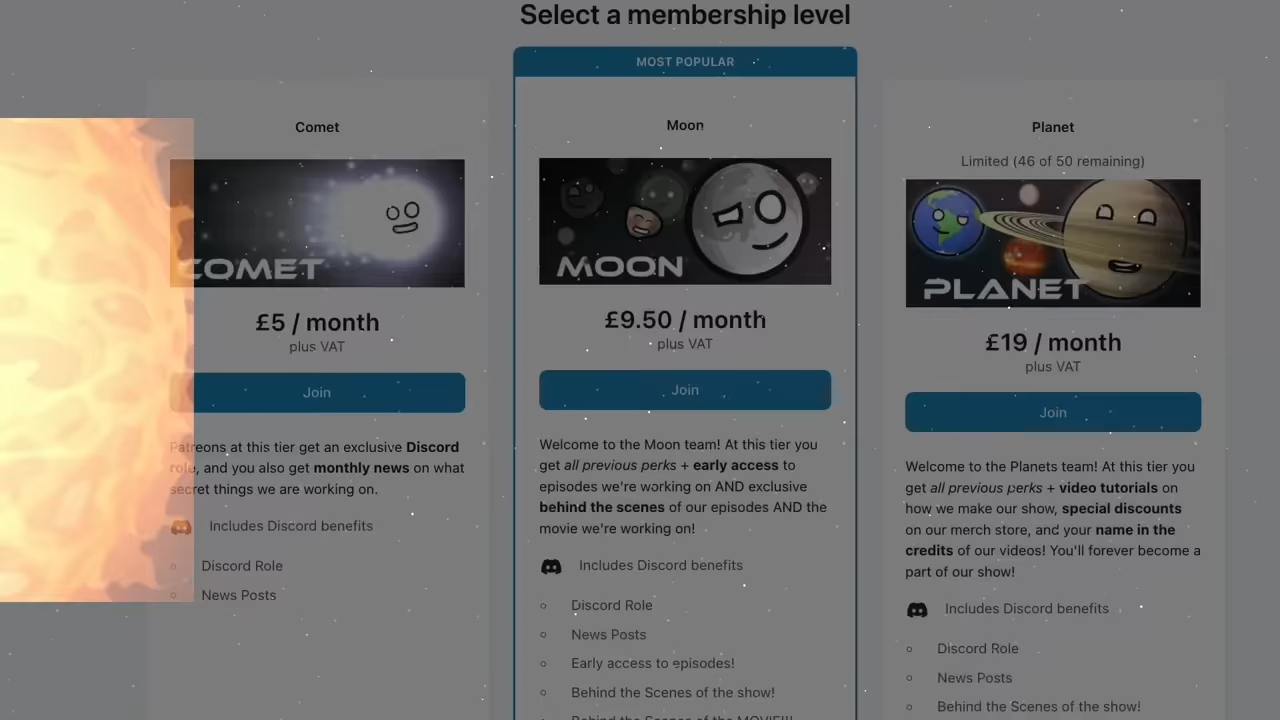 Select a membership level
MOST POPULAR
Comet
COMET
£5 / month
plus VAT
Join
Patreons at this tier get an exclusive Discord
role, and you also get monthly news on what
secret things we are working on.
Includes Discord benefits
Discord Role
News Posts
Moon
MOON
£9.50 / month
plus VAT
Join
Welcome to the Moon team! At this tier you
get all previous perks + early access to
episodes we're working on AND exclusive
behind the scenes of our episodes AND the
movie we're working on!
Includes Discord benefits
Discord Role
News Posts
Early access to episodes!
Behind the Scenes of the show!
Behind the Scenes of the MOVIE!!!
Planet
Limited (46 of 50 remaining)
PLANET
£19 / month
plus VAT
Join
Welcome to the Planets team! At this tier you
get all previous perks + video tutorials on
how we make our show, special discounts
on our merch store, and your name in the
credits of our videos! You'll forever become a
part of our show!
Includes Discord benefits
Discord Role
News Posts
Behind the Scenes of the show!